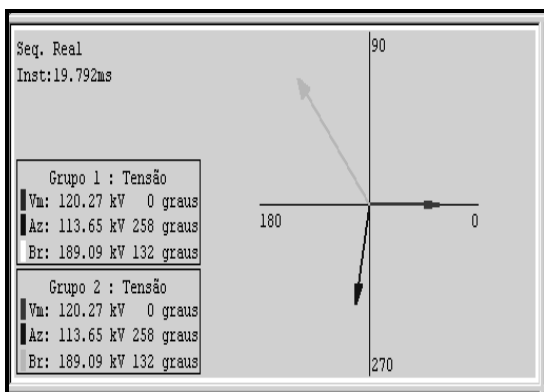 Seq. Real
Inst:19.792ms
90
180
0
270
Grupo 1 : Tensão
Vm: 120.27 kV 0 graus
Az: 113.65 kV 258 graus
Br: 189.09 kV 132 graus
Grupo 2 : Tensão
Vm: 120.27 kV 0 graus
Az: 113.65 kV 258 graus
Br: 189.09 kV 132 graus